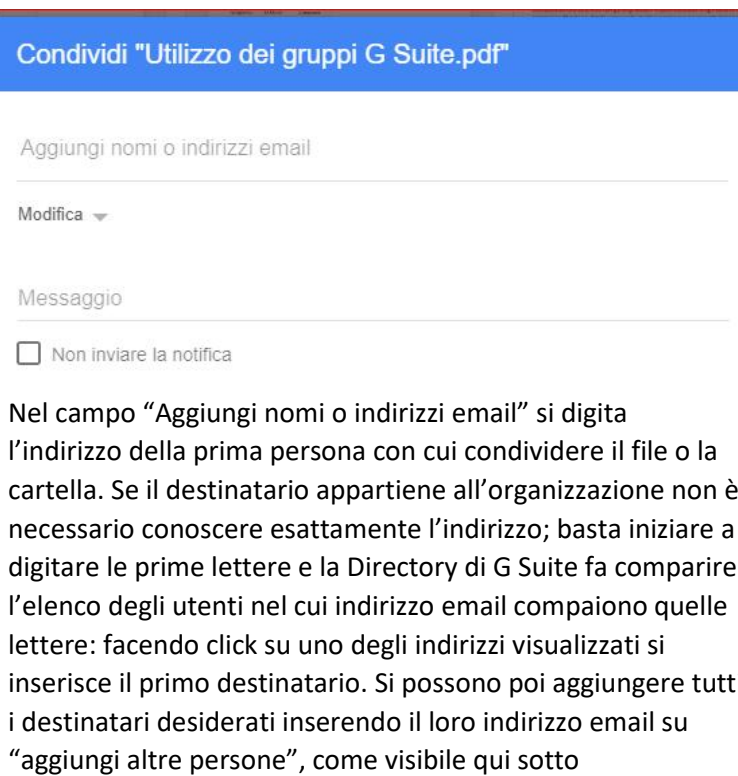 Condividi "Utilizzo dei gruppi G Suite.pdf"
Aggiungi nomi o indirizzi email
Modifica
Messaggio
Non inviare la notifica
Nel campo “Aggiungi nomi o indirizzi email” si digita
l’indirizzo della prima persona con cui condividere il file o la
cartella. Se il destinatario appartiene all’organizzazione non è
necessario conoscere esattamente l’indirizzo; basta iniziare a
digitare le prime lettere e la Directory di G Suite fa comparire
l’elenco degli utenti nel cui indirizzo email compaiono quelle
lettere: facendo click su uno degli indirizzi visualizzati si
inserisce il primo destinatario. Si possono poi aggiungere tutt
i destinatari desiderati inserendo il loro indirizzo email su
“aggiungi altre persone”, come visibile qui sotto